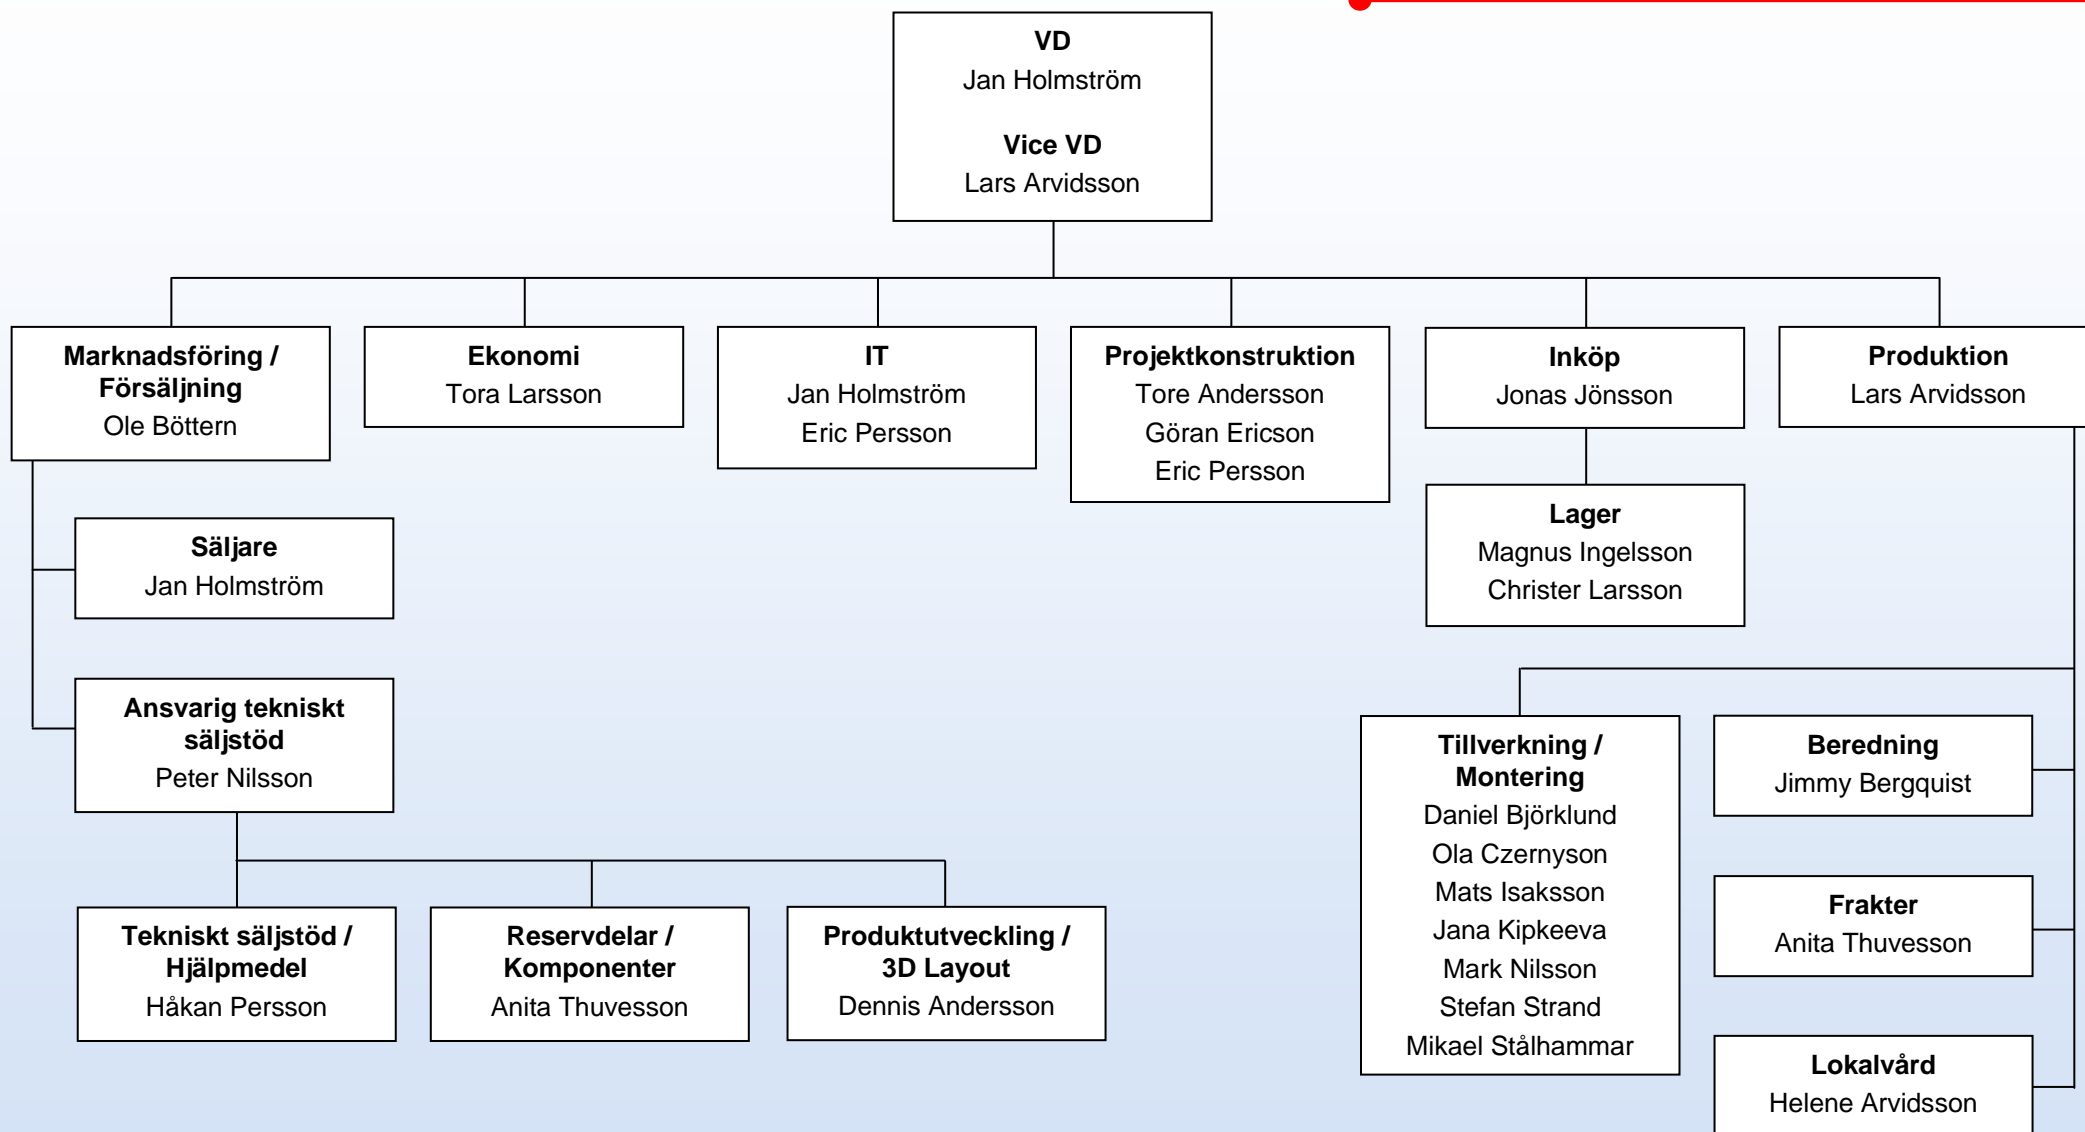 VD
Jan Holmström
Vice VD
Lars Arvidsson
Marknadsföring /
Försäljning
Ole Böttern
Ekonomi
Tora Larsson
IT
Jan Holmström
Eric Persson
Projektkonstruktion
Tore Andersson
Göran Ericson
Eric Persson
Inköp
Jonas Jönsson
Produktion
Lars Arvidsson
Säljare
Jan Holmström
Lager
Magnus Ingelsson
Christer Larsson
Ansvarig tekniskt
säljstöd
Peter Nilsson
Tekniskt säljstöd /
Hjälpmedel
Håkan Persson
Reservdelar /
Komponenter
Anita Thuvesson
Produktutveckling /
3D Layout
Dennis Andersson
Tillverkning /
Montering
Daniel Björklund
Ola Czernyson
Mats Isaksson
Jana Kipkeeva
Mark Nilsson
Stefan Strand
Mikael Stålhammar
Beredning
Jimmy Bergquist
Frakter
Anita Thuvesson
Lokalvård
Helene Arvidsson